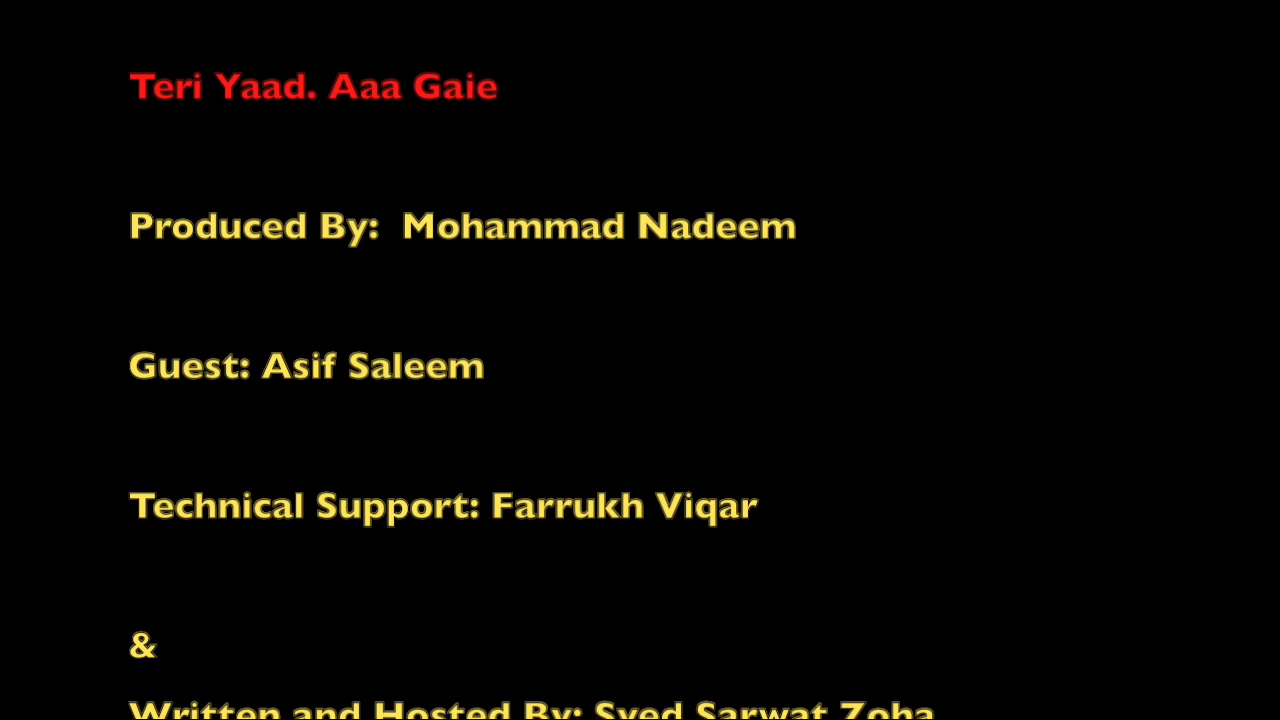 Teri Yaad. Aaa Gaie
Produced By: Mohammad Nadeem
Guest: Asif Saleem
Technical Support: Farrukh Viqar
&
Written and Hosted By: Syed Sarwat Zoha